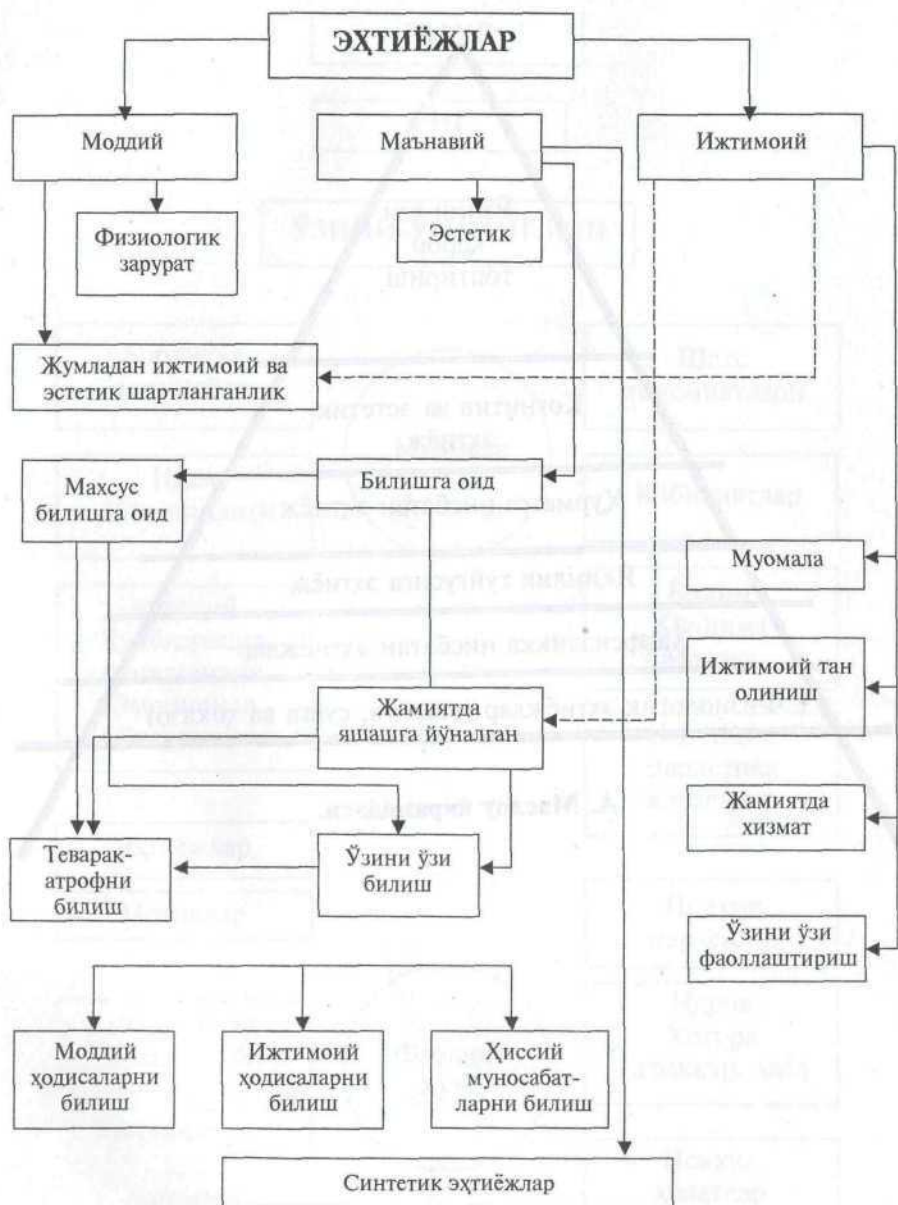 ЭҲТИЁЖЛАР
Моддий
Маънавий
Ижтимоий
Физиологик
зарурат
Эстетик
Жумладан ижтимоий ва
эстетик шартланганлик
Махсус
билишга оид
Билишга оид
Муомала
Ижтимоий тан
олиниш
Жамиятда
яшашга йўналган
Жамиятда
хизмат
Теварак-
атрофни
билиш
Ўзини ўзи
билиш
Ўзини ўзи
фаоллаштириш
Моддий
ҳодисаларни
билиш
Ижтимоий
ҳодисаларни
билиш
Ҳиссий
муносабат-
ларни билиш
Синтетик эҳтиёжлар